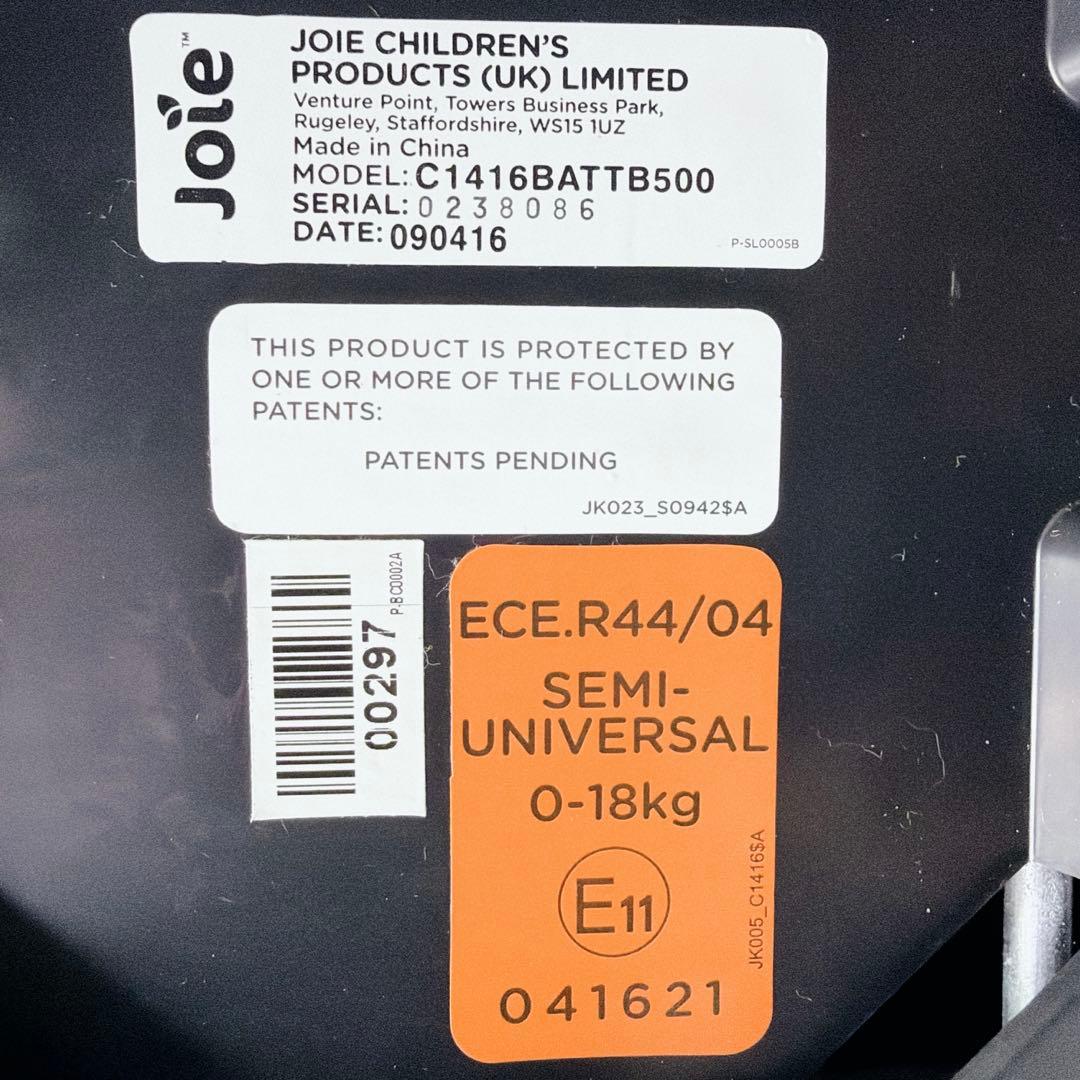 Joie™
JOIE CHILDREN'S
PRODUCTS (UK) LIMITED
Venture Point, Towers Business Park,
Rugeley, Staffordshire, WS15 1UZ
Made in China
MODEL: C1416BATTB500
SERIAL: 0238086
DATE: 090416
P-SL0005B
THIS PRODUCT IS PROTECTED BY
ONE OR MORE OF THE FOLLOWING
PATENTS:
PATENTS PENDING
JK023_S0942$A
00297
P-BC0002A
ECE.R44/04
SEMI-
UNIVERSAL
0-18kg
E11
041621
JK005_C1416$A